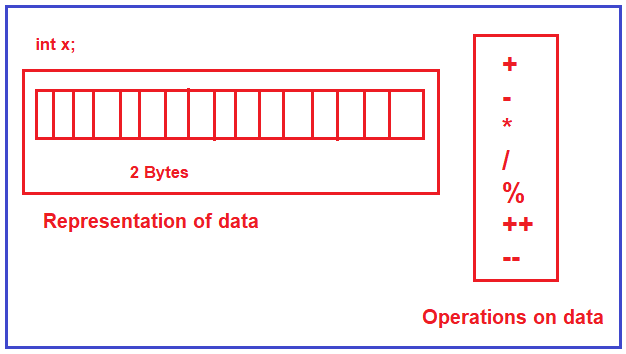 int x;
2 Bytes
Representation of data
+
-
*
/
%
++
--
Operations on data